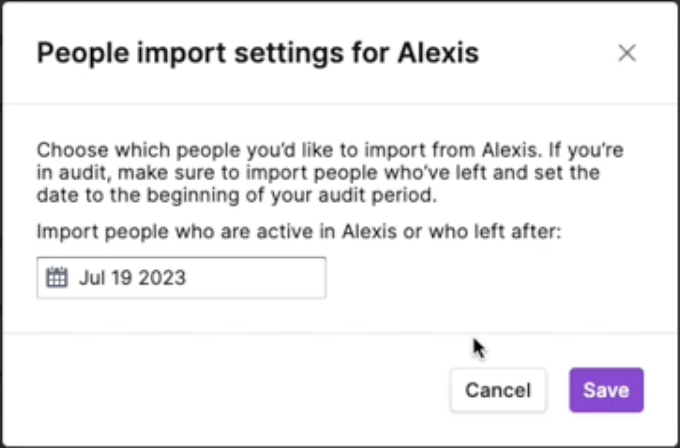 People import settings for Alexis
Choose which people you’d like to import from Alexis. If you’re
in audit, make sure to import people who’ve left and set the
date to the beginning of your audit period.
Import people who are active in Alexis or who left after:
Jul 19 2023
Cancel
Save